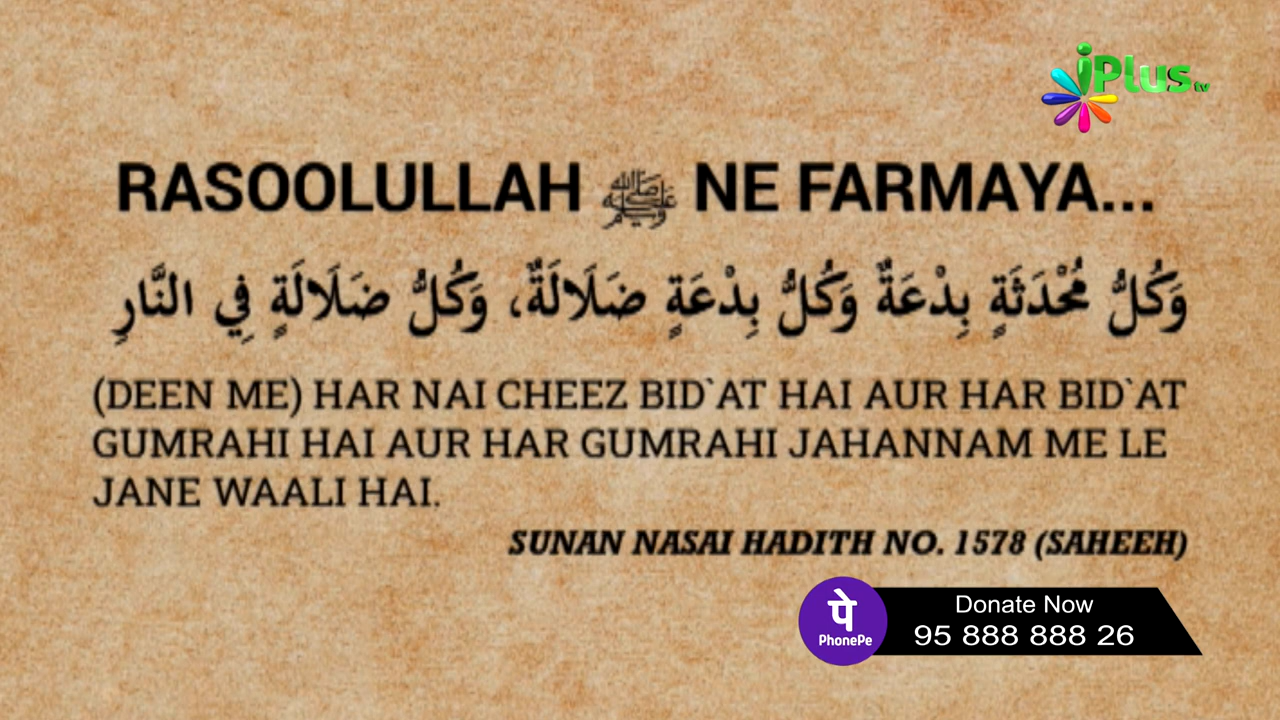 iPlus tv
RASOOLULLAH ﷺ NE FARMAYA...
وَكُلُّ مُحْدَثَةٍ بِدْعَةٌ وَكُلُّ بِدْعَةٍ ضَلَالَةٌ، وَكُلُّ ضَلَالَةٍ فِي النَّارِ
(DEEN ME) HAR NAI CHEEZ BID`AT HAI AUR HAR BID`AT
GUMRAHI HAI AUR HAR GUMRAHI JAHANNAM ME LE
JANE WAALI HAI.
SUNAN NASAI HADITH NO. 1578 (SAHEEH)
पे
PhonePe
Donate Now
95 888 888 26